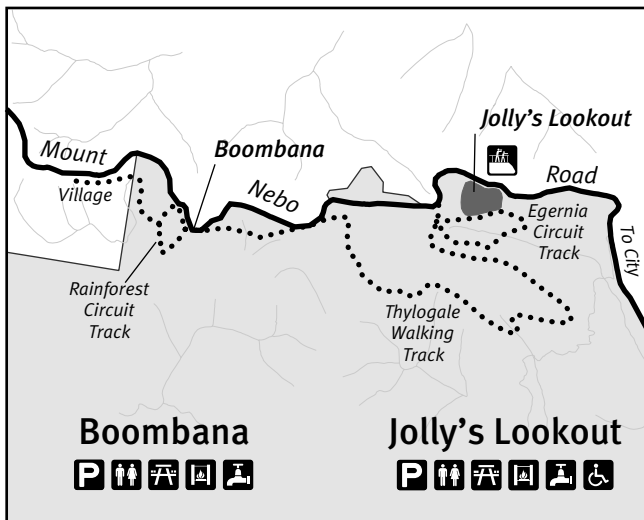 Jolly's Lookout
Mount
Boombana
Road
Village
Nebo
Egernia
Circuit
Track
To City
Rainforest
Circuit
Track
Thylogale
Walking
Track
Boombana
Jolly's Lookout
P
P